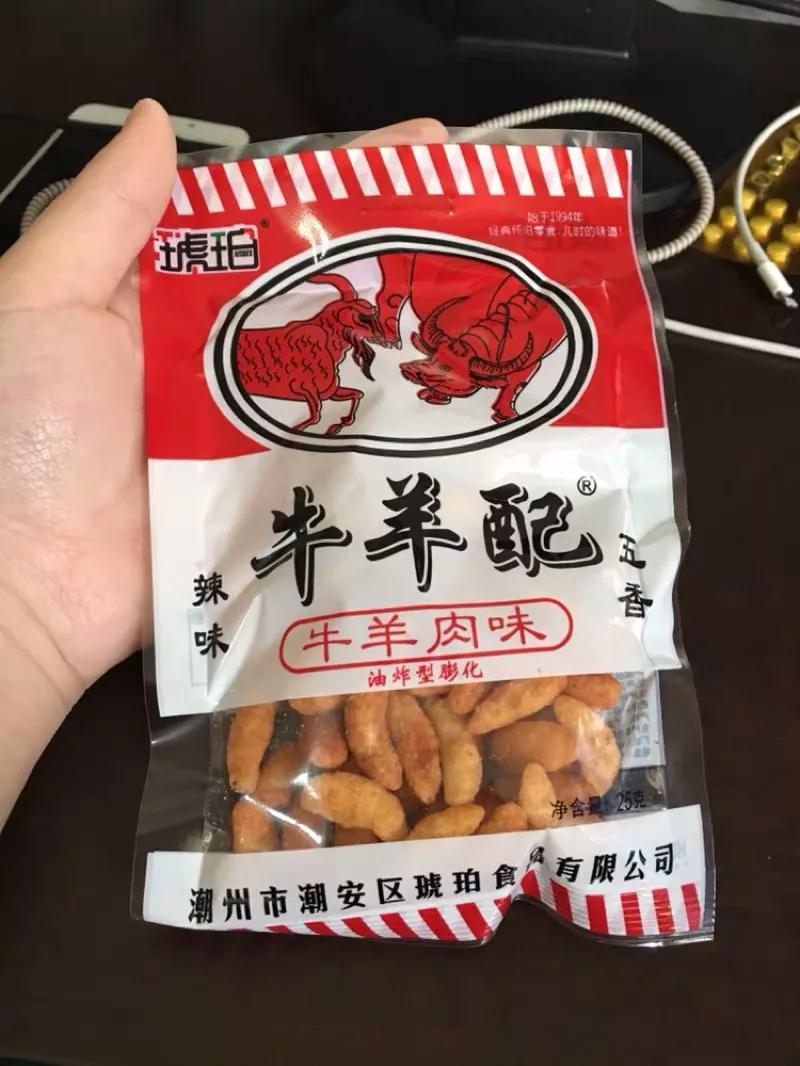 始于1994年
经典怀旧零食，儿时的味道！
琥珀®
AMBER
牛羊配®
辣味
五香
牛羊肉味
油炸型膨化
净含量：25克
潮州市潮安区琥珀食品有限公司